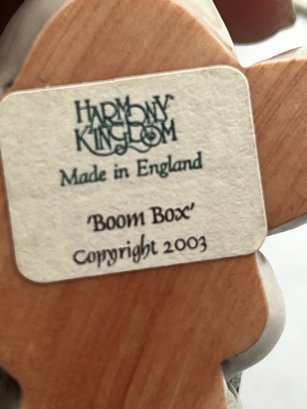 HARMONY
KINGDOM
Made in England
'Boom Box'
Copyright 2003